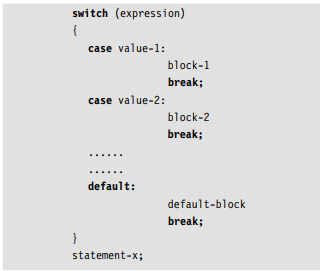 switch (expression)
{
case value-1:
block-1
break;
case value-2:
block-2
break;
......
......
default:
default-block
break;
}
statement-x;